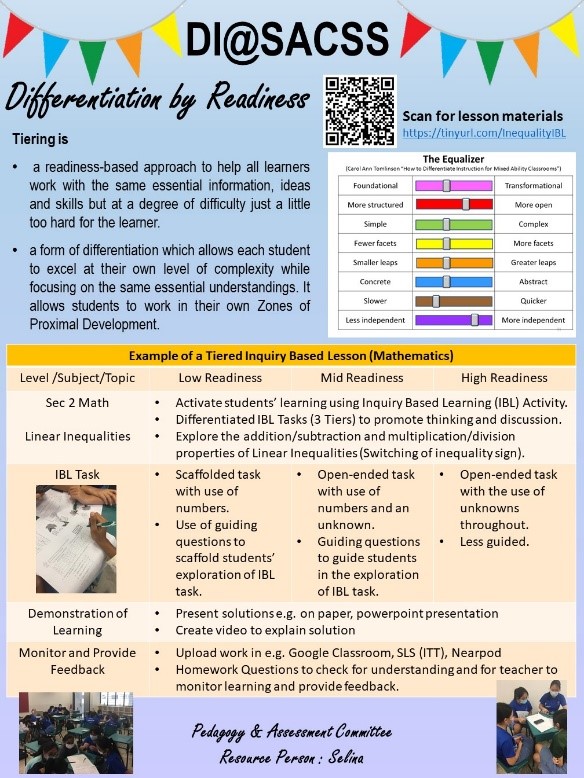 DI@SACSS
Differentiation by Readiness
Scan for lesson materials
https://tinyurl.com/InequalityIBL
Tiering is
• a readiness-based approach to help all learners
work with the same essential information, ideas
and skills but at a degree of difficulty just a little
too hard for the learner.
• a form of differentiation which allows each student
to excel at their own level of complexity while
focusing on the same essential understandings. It
allows students to work in their own Zones of
Proximal Development.
The Equalizer
(Carol Ann Tomlinson "How to Differentiate Instruction for Mixed Ability Classrooms")
Foundational Transformational
More structured More open
Simple Complex
Fewer facets More facets
Smaller leaps Greater leaps
Concrete Abstract
Slower Quicker
Less independent More independent
Example of a Tiered Inquiry Based Lesson (Mathematics)
Level /Subject/Topic Low Readiness Mid Readiness High Readiness
Sec 2 Math
Linear Inequalities
• Activate students' learning using Inquiry Based Learning (IBL) Activity.
• Differentiated IBL Tasks (3 Tiers) to promote thinking and discussion.
• Explore the addition/subtraction and multiplication/division
properties of Linear Inequalities (Switching of inequality sign).
IBL Task
• Scaffolded task
with use of
numbers.
• Use of guiding
questions to
scaffold students'
exploration of IBL
task.
• Open-ended task
with use of
numbers and an
unknown.
• Guiding questions
to guide students
in the exploration
of IBL task.
• Open-ended task
with the use of
unknowns
throughout.
• Less guided.
Demonstration of
Learning
• Present solutions e.g. on paper, powerpoint presentation
• Create video to explain solution
Monitor and Provide
Feedback
• Upload work in e.g. Google Classroom, SLS (ITT), Nearpod
• Homework Questions to check for understanding and for teacher to
monitor learning and provide feedback.
Pedagogy & Assessment Committee
Resource Person : Selina